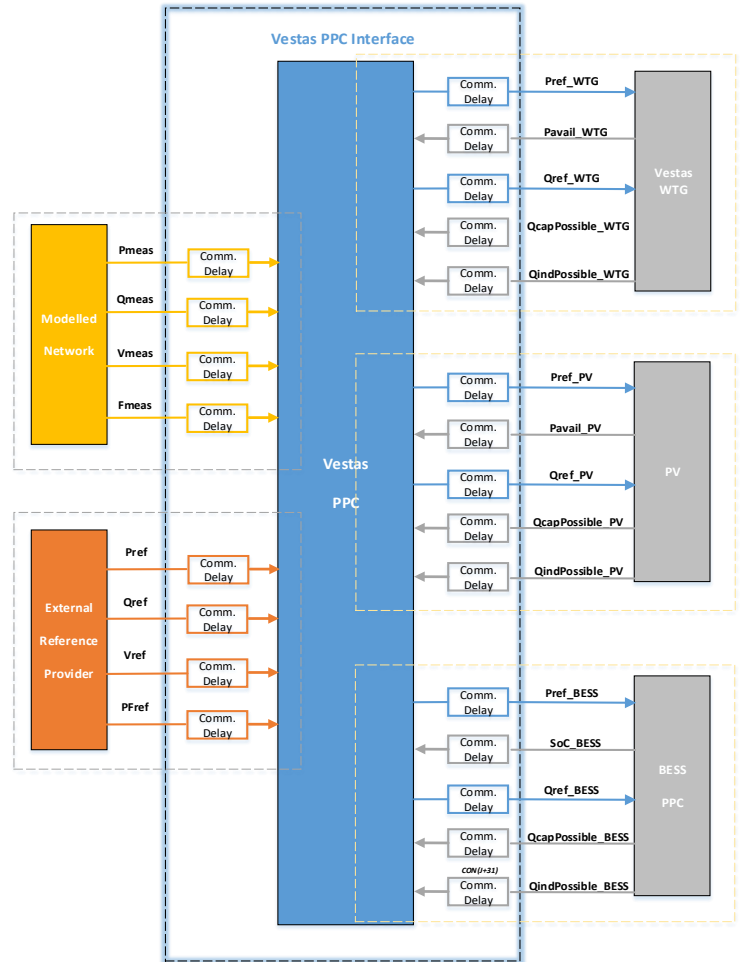 Vestas PPC Interface
Modelled
Network
Pmeas
Comm.
Delay
Qmeas
Comm.
Delay
Vmeas
Comm.
Delay
Fmeas
Comm.
Delay
External
Reference
Provider
Pref
Comm.
Delay
Qref
Comm.
Delay
Vref
Comm.
Delay
PFref
Comm.
Delay
Vestas
PPC
Comm.
Delay
Pref_WTG
Comm.
Delay
Pavail_WTG
Comm.
Delay
Qref_WTG
Comm.
Delay
QcapPossible_WTG
Comm.
Delay
QindPossible_WTG
Vestas
WTG
Comm.
Delay
Pref_PV
Comm.
Delay
Pavail_PV
Comm.
Delay
Qref_PV
Comm.
Delay
QcapPossible_PV
Comm.
Delay
QindPossible_PV
PV
Comm.
Delay
Pref_BESS
Comm.
Delay
SoC_BESS
Comm.
Delay
Qref_BESS
Comm.
Delay
QcapPossible_BESS
CON(J+31)
Comm.
Delay
QindPossible_BESS
BESS
PPC